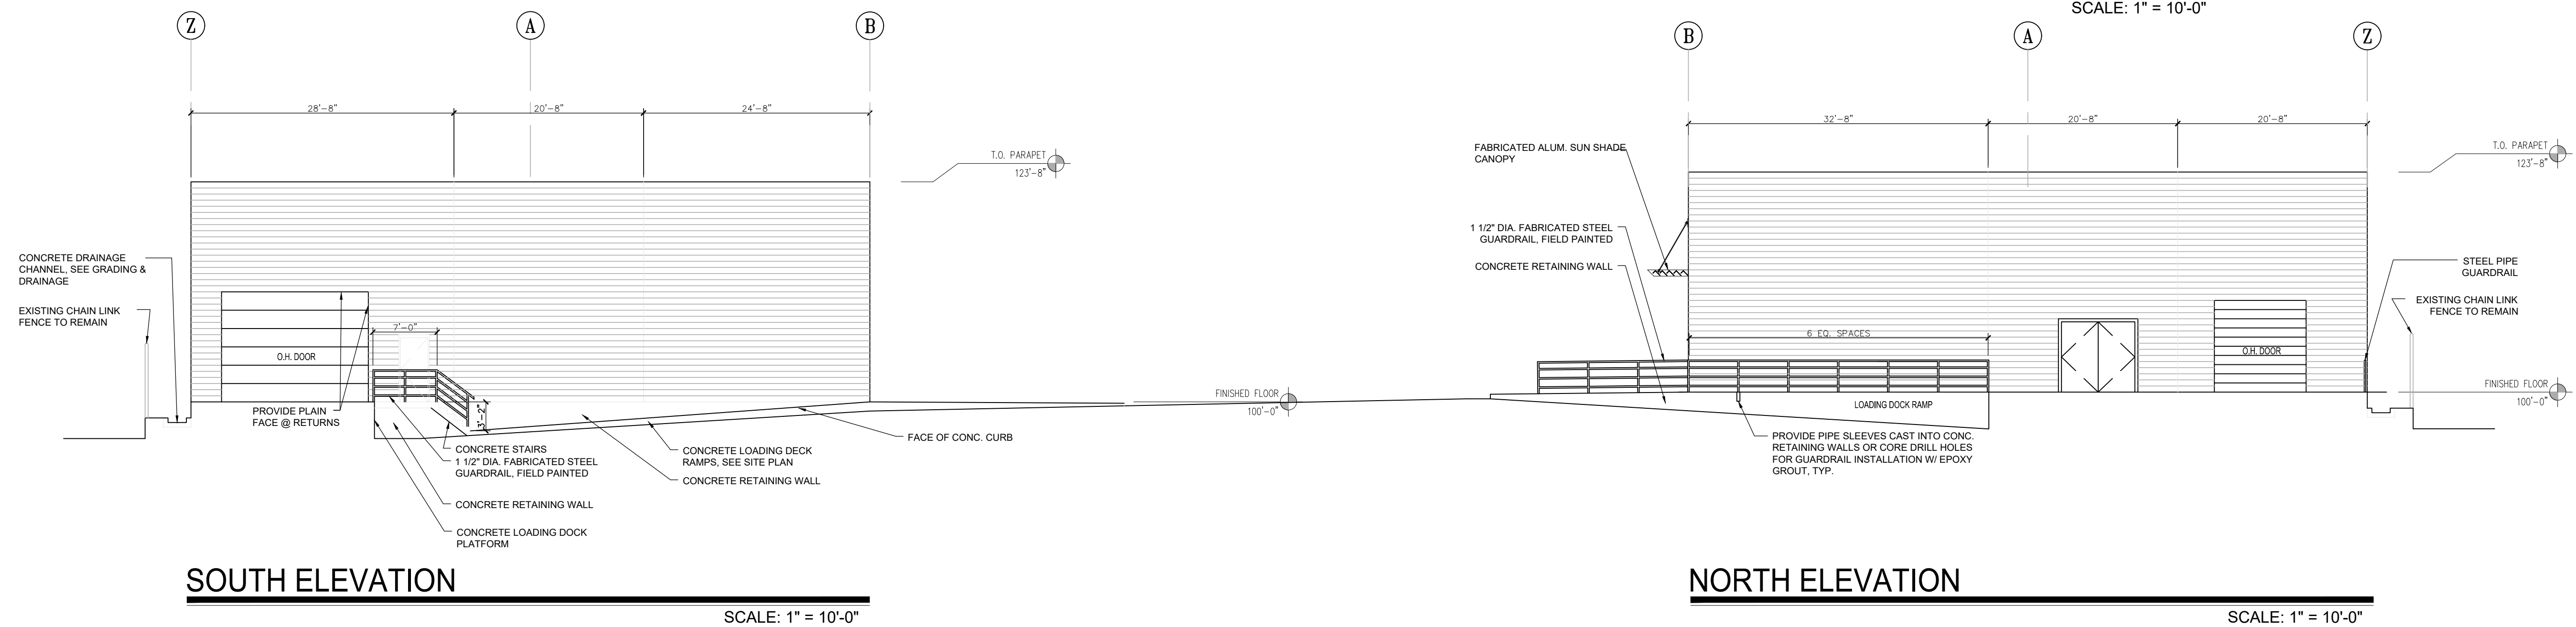 SCALE: 1" = 10'-0"
Z
A
B
28'-8"
20'-8"
24'-8"
T.O. PARAPET
123'-8"
CONCRETE DRAINAGE
CHANNEL, SEE GRADING &
DRAINAGE
EXISTING CHAIN LINK
FENCE TO REMAIN
O.H. DOOR
7'-0"
3'-2"
PROVIDE PLAIN
FACE @ RETURNS
CONCRETE STAIRS
1 1/2" DIA. FABRICATED STEEL
GUARDRAIL, FIELD PAINTED
CONCRETE RETAINING WALL
CONCRETE LOADING DOCK
PLATFORM
CONCRETE LOADING DECK
RAMPS, SEE SITE PLAN
CONCRETE RETAINING WALL
FACE OF CONC. CURB
FINISHED FLOOR
100'-0"
SOUTH ELEVATION
SCALE: 1" = 10'-0"
B
A
Z
32'-8"
20'-8"
20'-8"
FABRICATED ALUM. SUN SHADE
CANOPY
T.O. PARAPET
123'-8"
1 1/2" DIA. FABRICATED STEEL
GUARDRAIL, FIELD PAINTED
CONCRETE RETAINING WALL
STEEL PIPE
GUARDRAIL
EXISTING CHAIN LINK
FENCE TO REMAIN
6 EQ. SPACES
O.H. DOOR
FINISHED FLOOR
100'-0"
LOADING DOCK RAMP
PROVIDE PIPE SLEEVES CAST INTO CONC.
RETAINING WALLS OR CORE DRILL HOLES
FOR GUARDRAIL INSTALLATION W/ EPOXY
GROUT, TYP.
NORTH ELEVATION
SCALE: 1" = 10'-0"